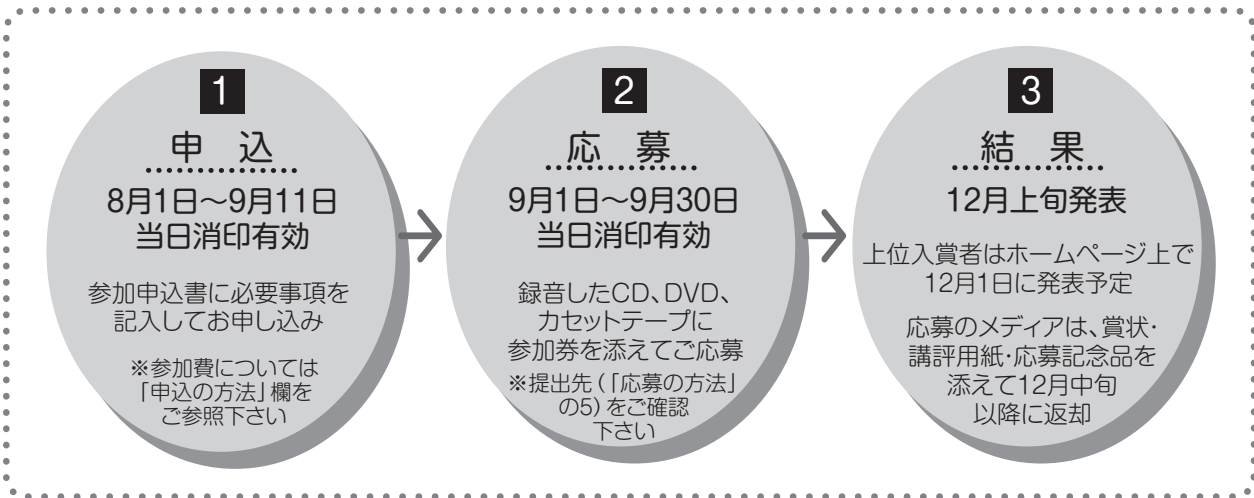 1
申 込
8月1日~9月11日
当日消印有効
参加申込書に必要事項を
記入してお申し込み
※参加費については
「申込の方法」欄を
ご参照下さい
2
応 募
9月1日~9月30日
当日消印有効
録音したCD、DVD、
カセットテープに
参加券を添えてご応募
※提出先(「応募の方法」
の5)をご確認
下さい
3
結 果
12月上旬発表
上位入賞者はホームページ上で
12月1日に発表予定
応募のメディアは、賞状・
講評用紙・応募記念品を
添えて12月中旬
以降に返却